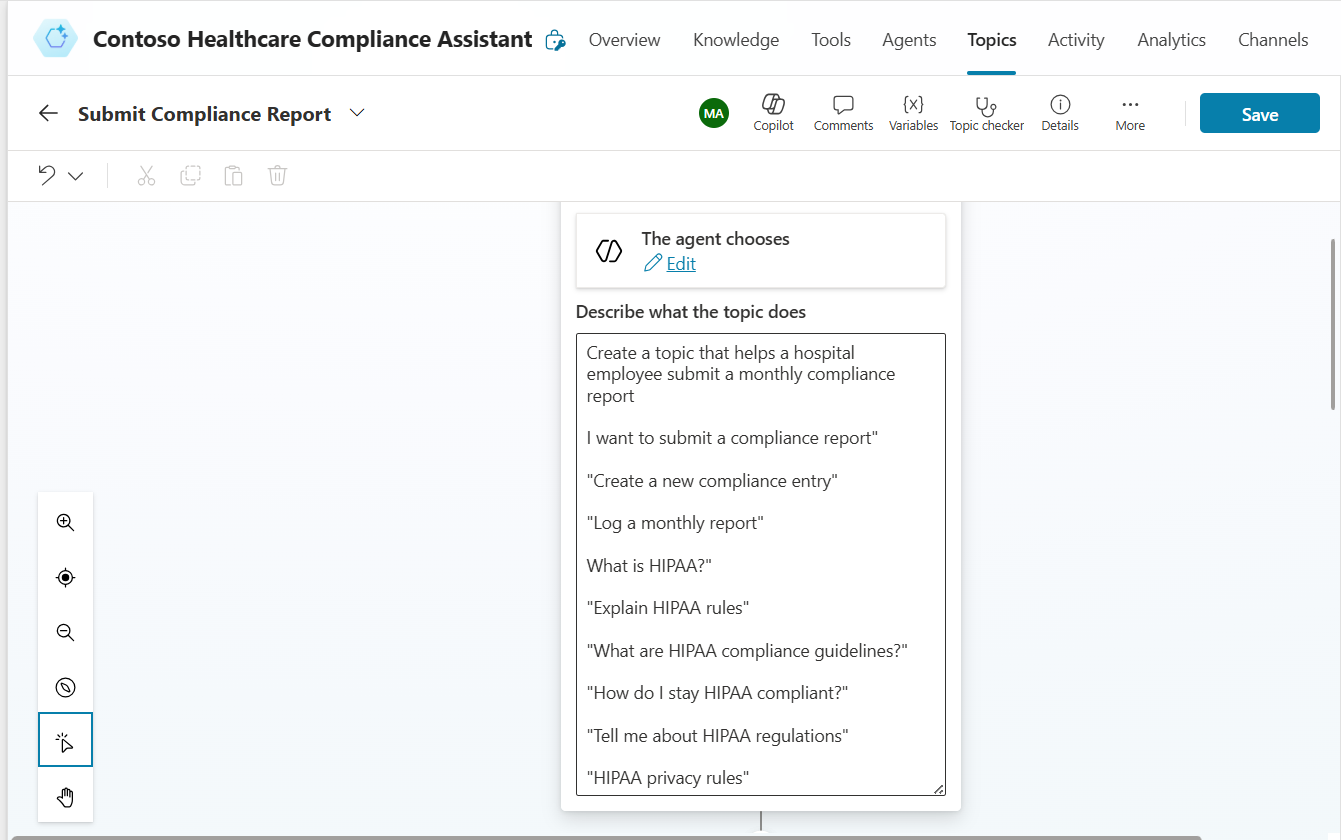 Contoso Healthcare Compliance Assistant
Overview
Knowledge
Tools
Agents
Topics
Activity
Analytics
Channels
Submit Compliance Report
MA
Copilot
Comments
Variables
Topic checker
Details
More
Save
The agent chooses
Edit
Describe what the topic does
Create a topic that helps a hospital
employee submit a monthly compliance
report
I want to submit a compliance report"
"Create a new compliance entry"
"Log a monthly report"
What is HIPAA?"
"Explain HIPAA rules"
"What are HIPAA compliance guidelines?"
"How do I stay HIPAA compliant?"
"Tell me about HIPAA regulations"
"HIPAA privacy rules"